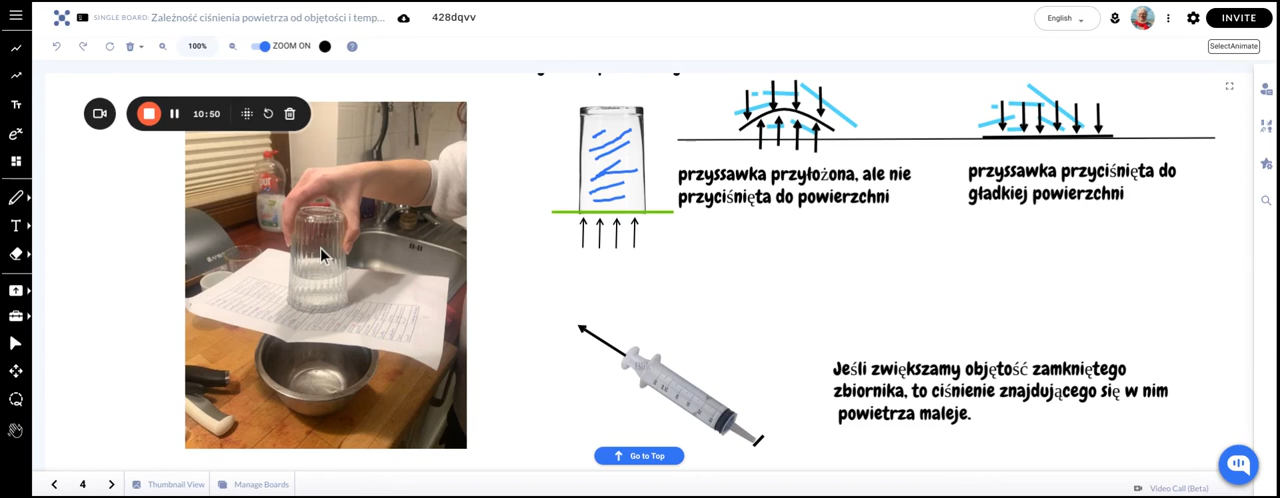 SINGLE BOARD: Zależność ciśnienia powietrza od objętości i temp...
428dqvv
English
INVITE
100%
ZOOM ON
SelectAnimate
10:50
przyssawka przyłożona, ale nie
przyciśnięta do powierzchni
przyssawka przyciśnięta do
gładkiej powierzchni
Jeśli zwiększamy objętość zamkniętego
zbiornika, to ciśnienie znajdującego się w nim
powietrza maleje.
Go to Top
4
Thumbnail View
Manage Boards
Video Call (Beta)